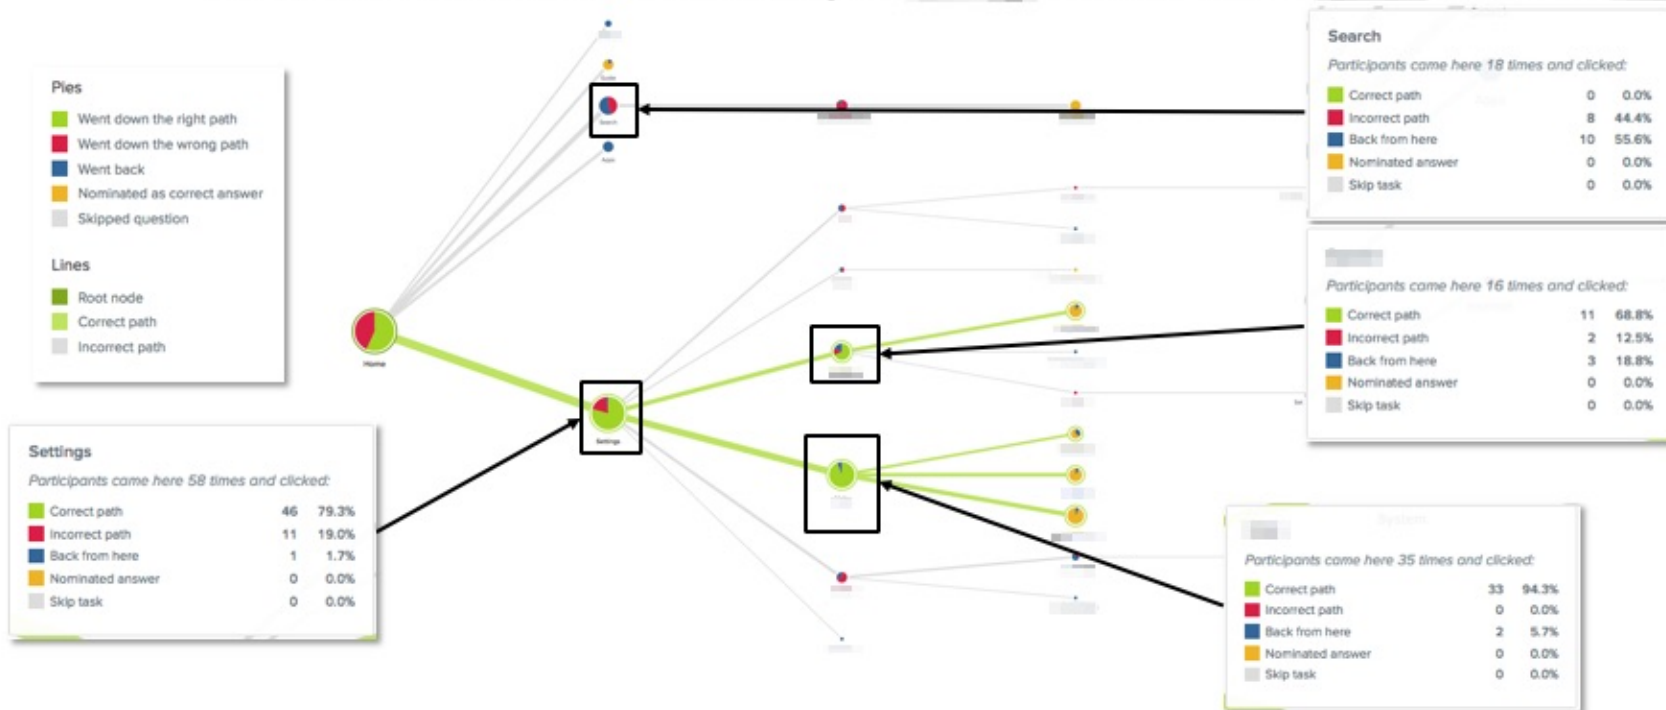 Pies
Went down the right path
Went down the wrong path
Went back
Nominated as correct answer
Skipped question
Lines
Root node
Correct path
Incorrect path
Home
Search
Apps
Settings
Settings
Participants came here 58 times and clicked:
Correct path 46 79.3%
Incorrect path 11 19.0%
Back from here 1 1.7%
Nominated answer 0 0.0%
Skip task 0 0.0%
Search
Participants came here 18 times and clicked:
Correct path 0 0.0%
Incorrect path 8 44.4%
Back from here 10 55.6%
Nominated answer 0 0.0%
Skip task 0 0.0%
Participants came here 16 times and clicked:
Correct path 11 68.8%
Incorrect path 2 12.5%
Back from here 3 18.8%
Nominated answer 0 0.0%
Skip task 0 0.0%
System
Participants came here 35 times and clicked:
Correct path 33 94.3%
Incorrect path 0 0.0%
Back from here 2 5.7%
Nominated answer 0 0.0%
Skip task 0 0.0%